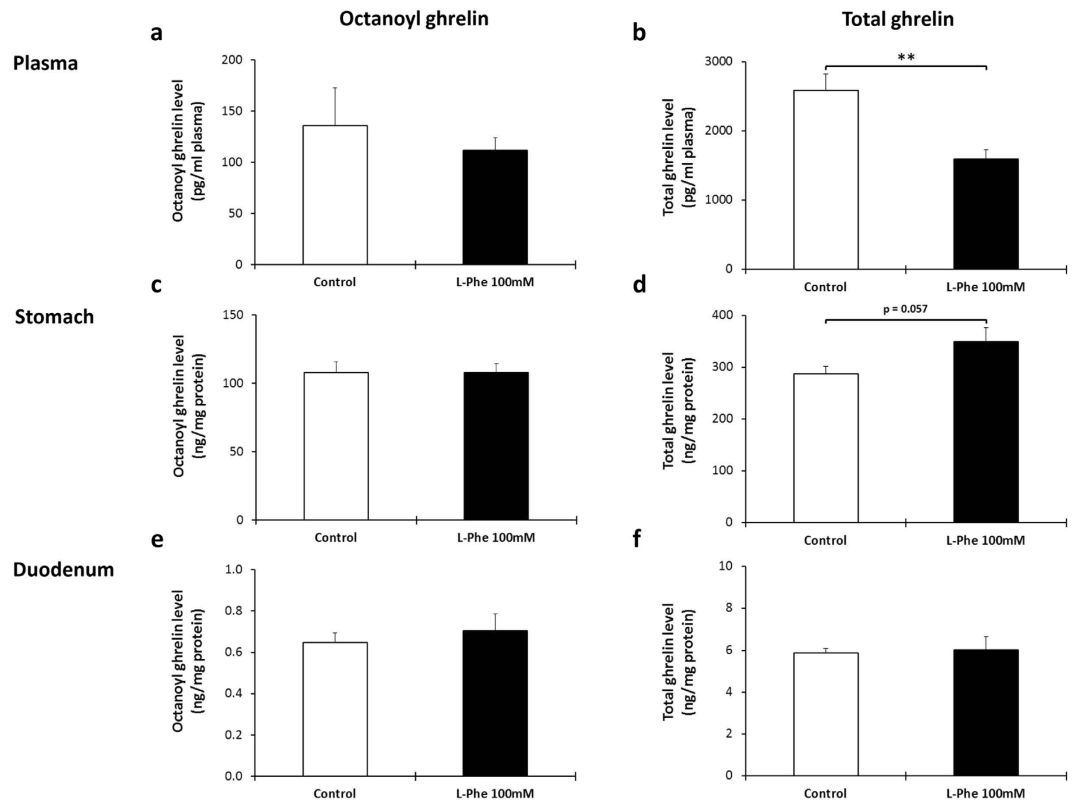 Octanoyl ghrelin
Total ghrelin
Plasma
a
Octanoyl ghrelin level
(pg/ml plasma)
200
150
100
50
0
Control
L-Phe 100mM
b
Total ghrelin level
(pg/ml plasma)
3000
2000
1000
0
**
Control
L-Phe 100mM
Stomach
c
Octanoyl ghrelin level
(ng/mg protein)
150
100
50
0
Control
L-Phe 100mM
d
Total ghrelin level
(ng/mg protein)
400
300
200
100
0
p = 0.057
Control
L-Phe 100mM
Duodenum
e
Octanoyl ghrelin level
(ng/mg protein)
1.0
0.8
0.6
0.4
0.2
0.0
Control
L-Phe 100mM
f
Total ghrelin level
(ng/mg protein)
10
8
6
4
2
0
Control
L-Phe 100mM